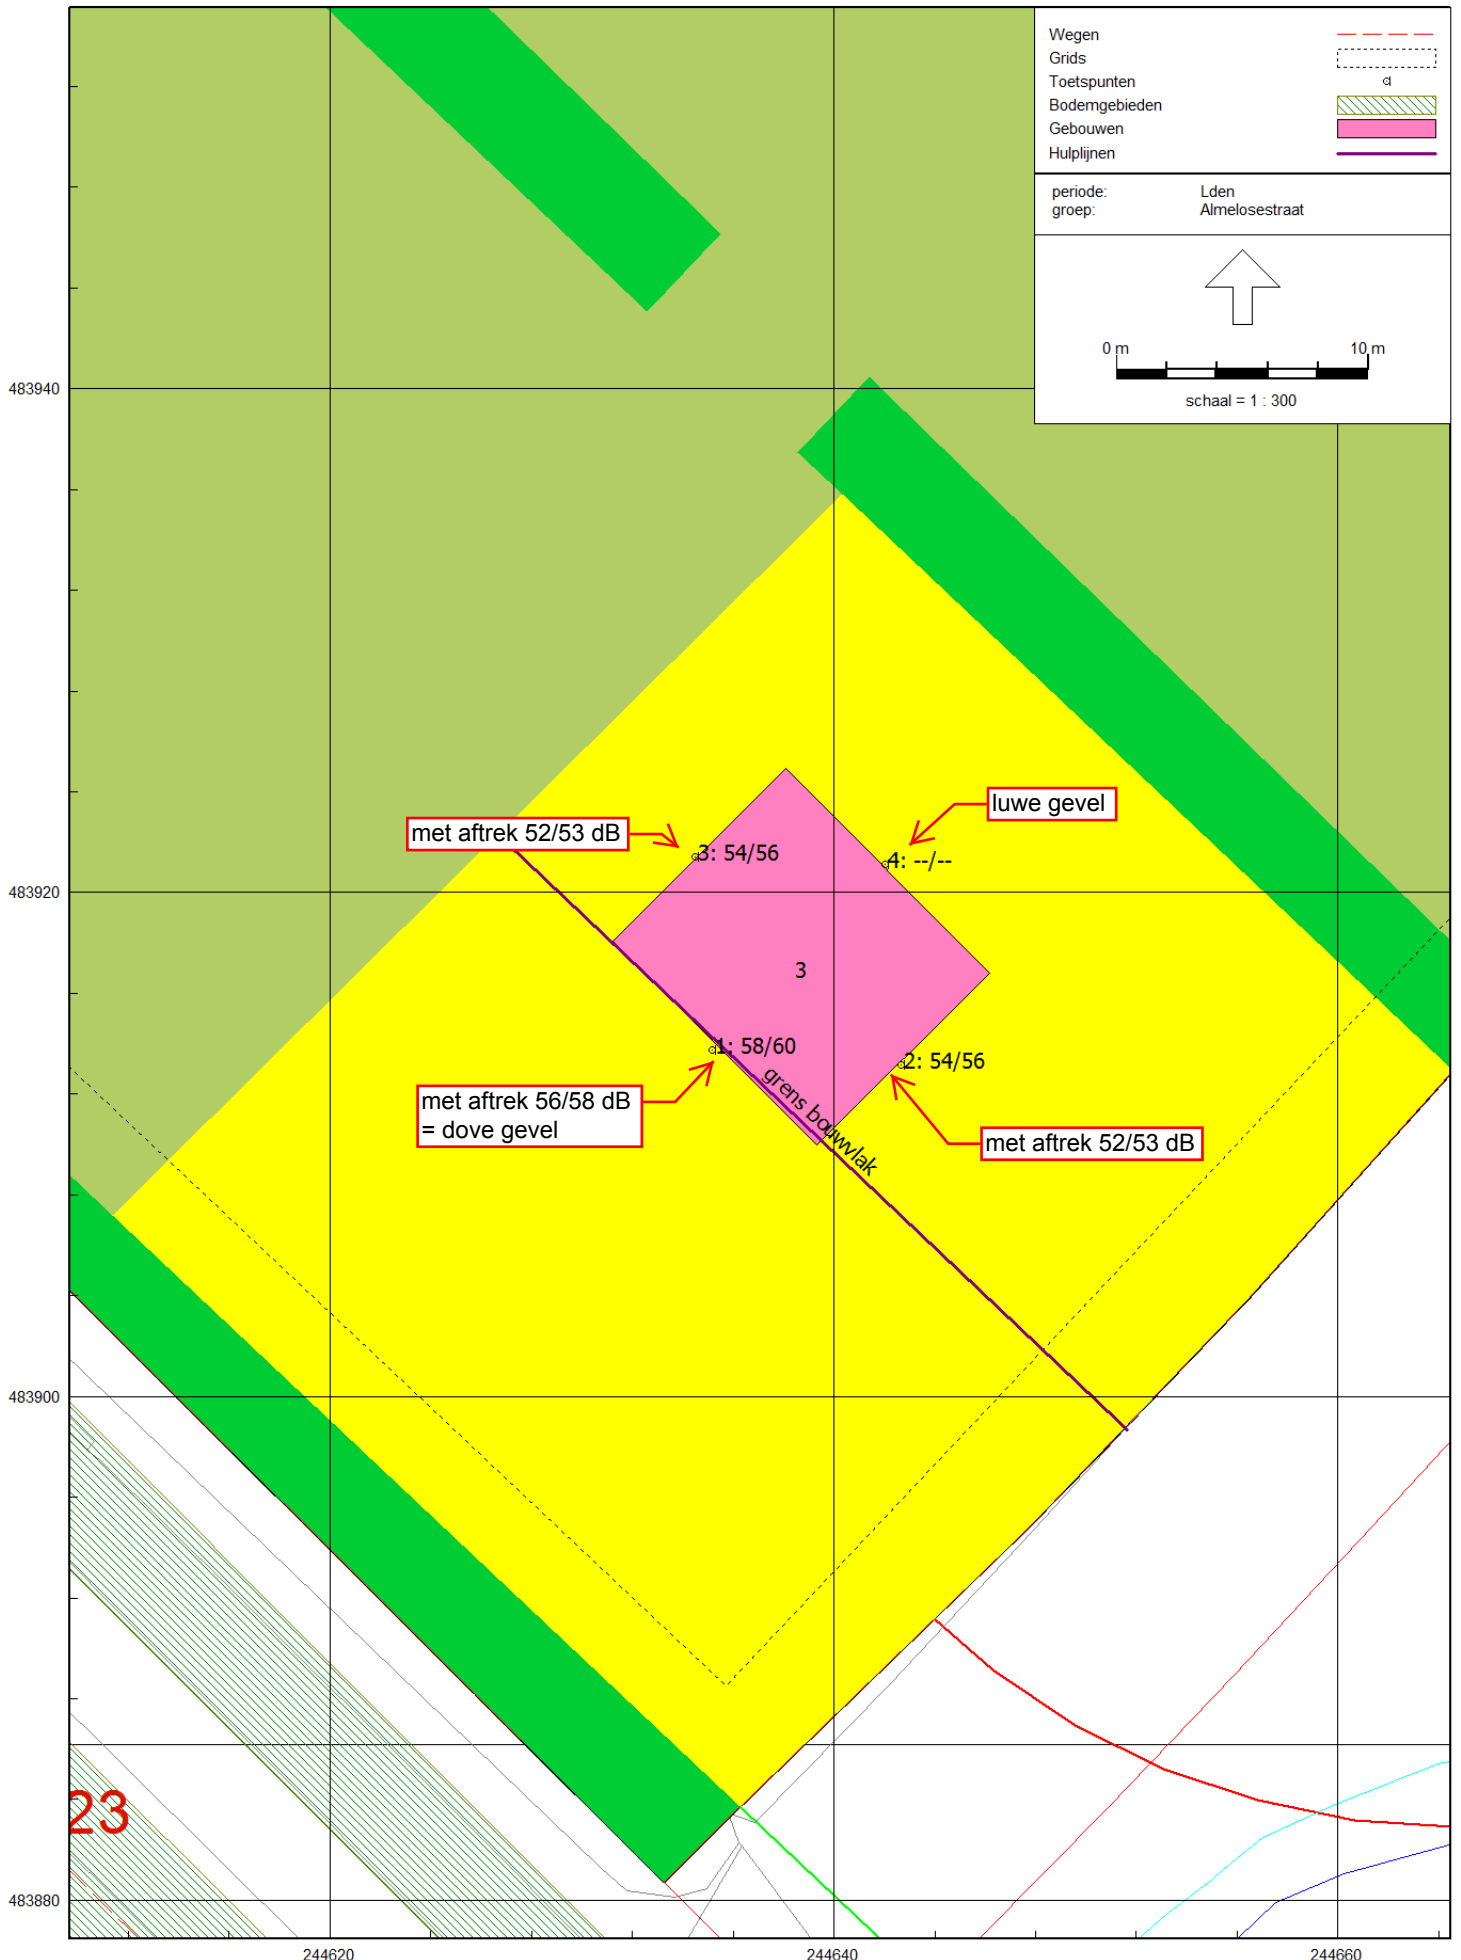 Wegen
Grids
Toetspunten
Bodemgebieden
Gebouwen
Hulplijnen
periode: Lden
groep: Almelosestraat
0 m 10 m
schaal = 1 : 300
483940
luwe gevel
met aftrek 52/53 dB
3: 54/56
4: --/--
483920
3
1: 58/60
2: 54/56
met aftrek 56/58 dB
= dove gevel
grens bouwvlak
met aftrek 52/53 dB
483900
23
483880
244620 244640 244660